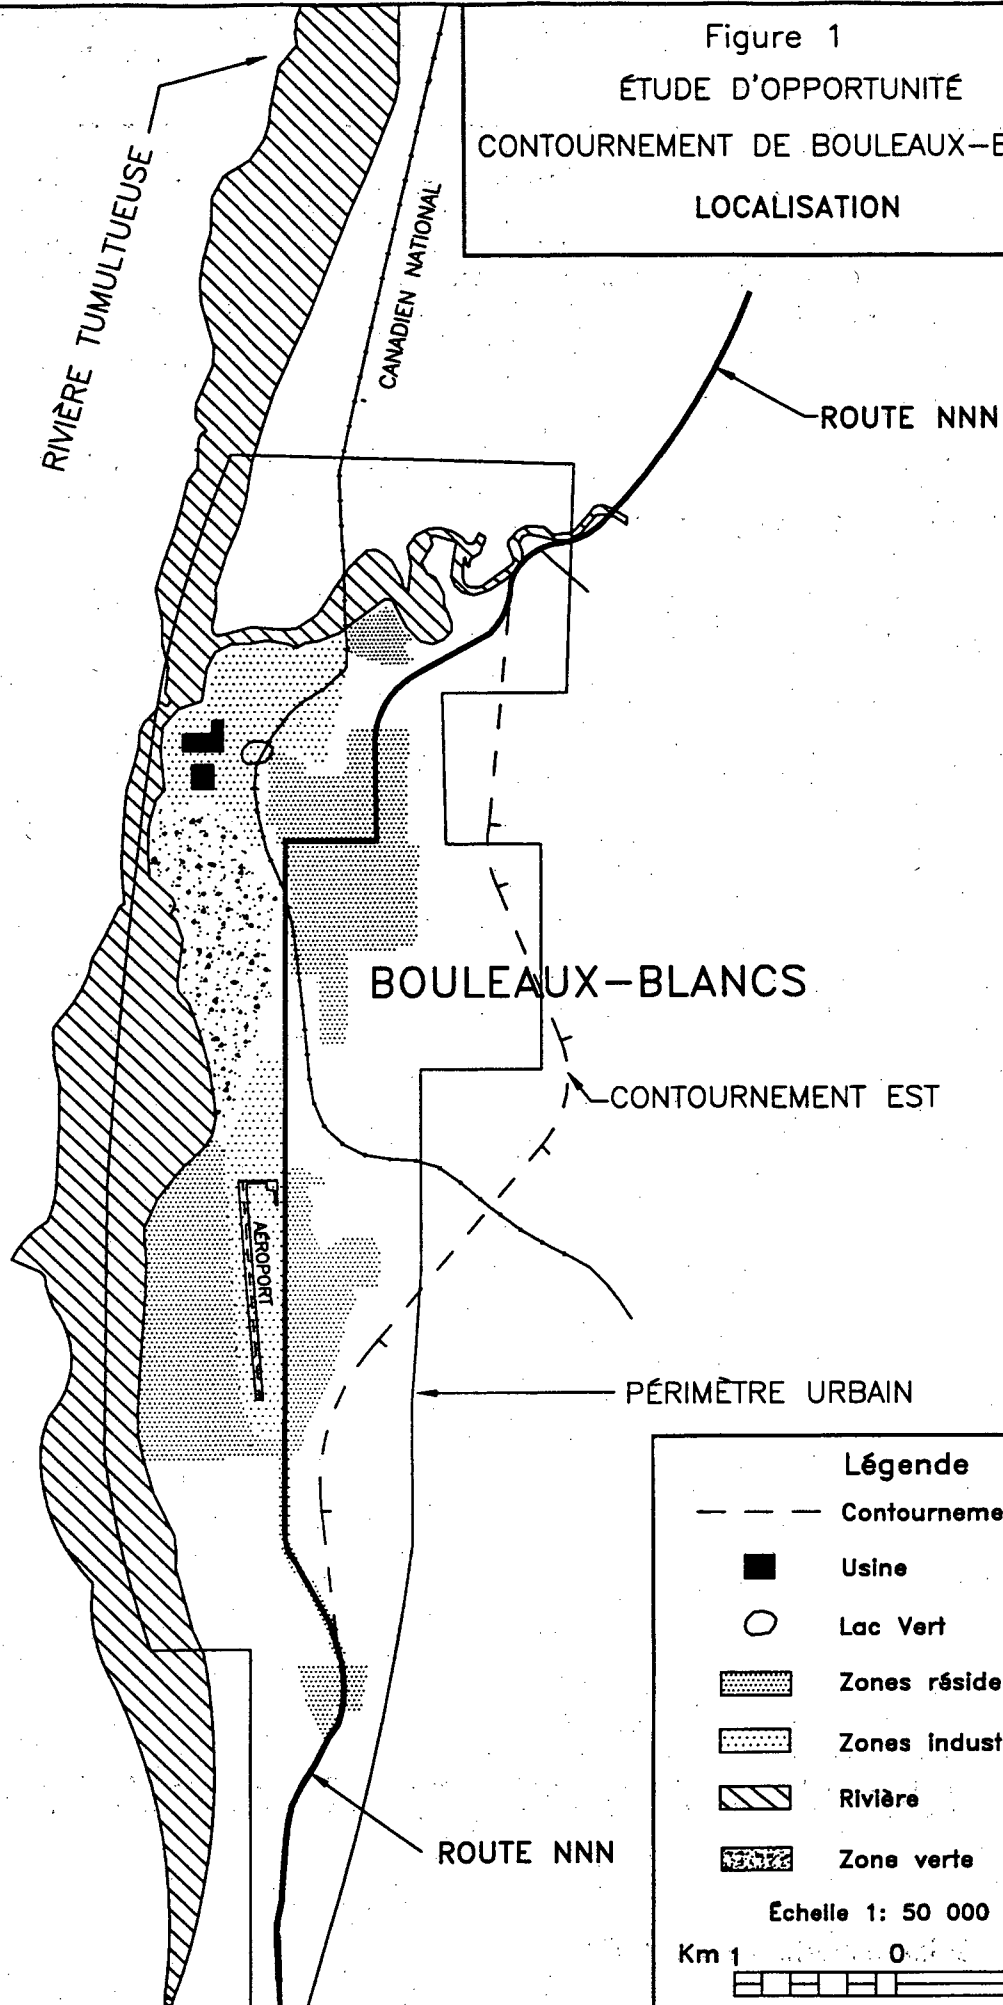 Figure 1
ÉTUDE D'OPPORTUNITÉ
CONTOURNEMENT DE BOULEAUX-B
LOCALISATION
RIVIÈRE TUMULTUEUSE
CANADIEN NATIONAL
ROUTE NNN
BOULEAUX-BLANCS
CONTOURNEMENT EST
AÉROPORT
PÉRIMÈTRE URBAIN
ROUTE NNN
Légende
Contourneme
Usine
Lac Vert
Zones réside
Zones indust
Rivière
Zone verte
Échelle 1: 50 000
Km 1 0